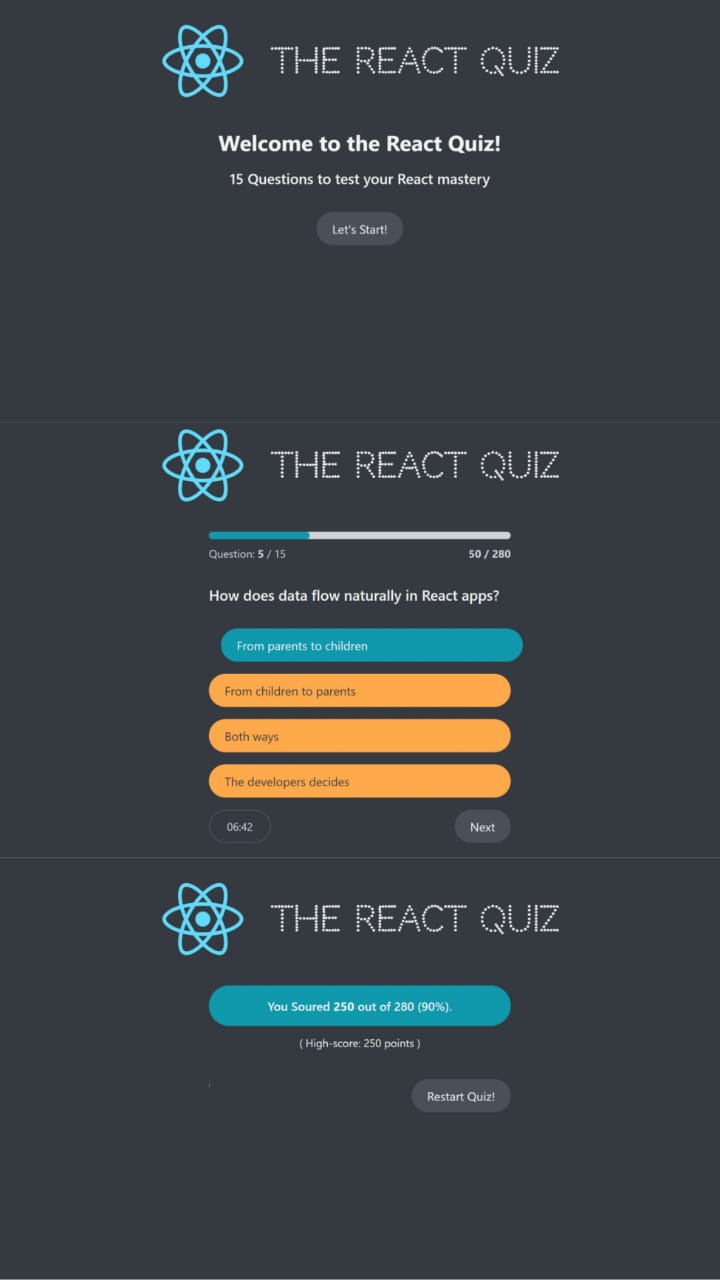 THE REACT QUIZ
Welcome to the React Quiz!
15 Questions to test your React mastery
Let's Start!
THE REACT QUIZ
Question: 5 / 15
50 / 280
How does data flow naturally in React apps?
From parents to children
From children to parents
Both ways
The developers decides
06:42
Next
THE REACT QUIZ
You Soured 250 out of 280 (90%).
( High-score: 250 points )
Restart Quiz!